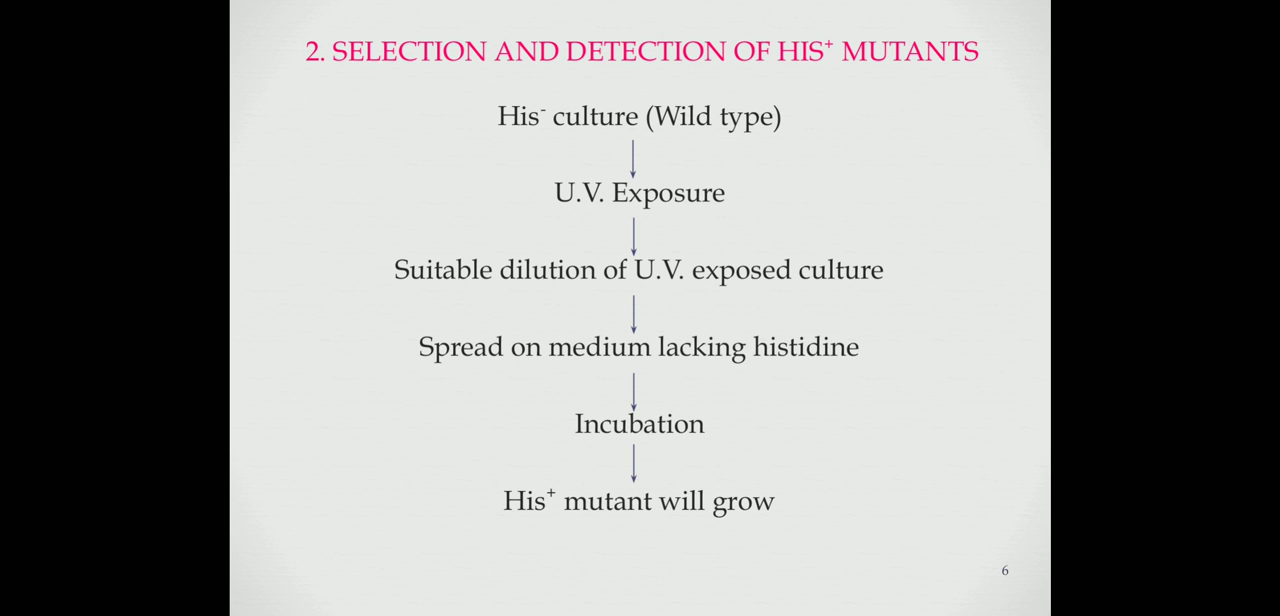 2. SELECTION AND DETECTION OF HIS⁺ MUTANTS
His⁻ culture (Wild type)
U.V. Exposure
Suitable dilution of U.V. exposed culture
Spread on medium lacking histidine
Incubation
His⁺ mutant will grow
6